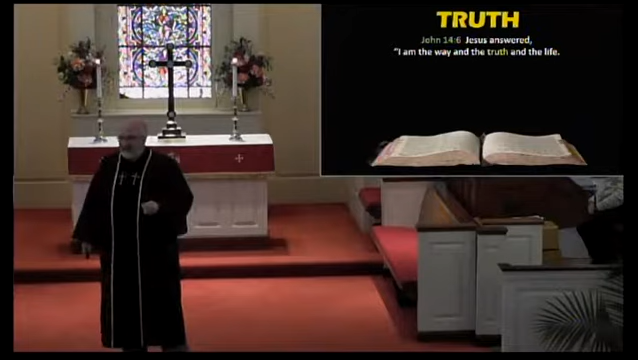 TRUTH
John 14:6 Jesus answered,
"I am the way and the truth and the life.